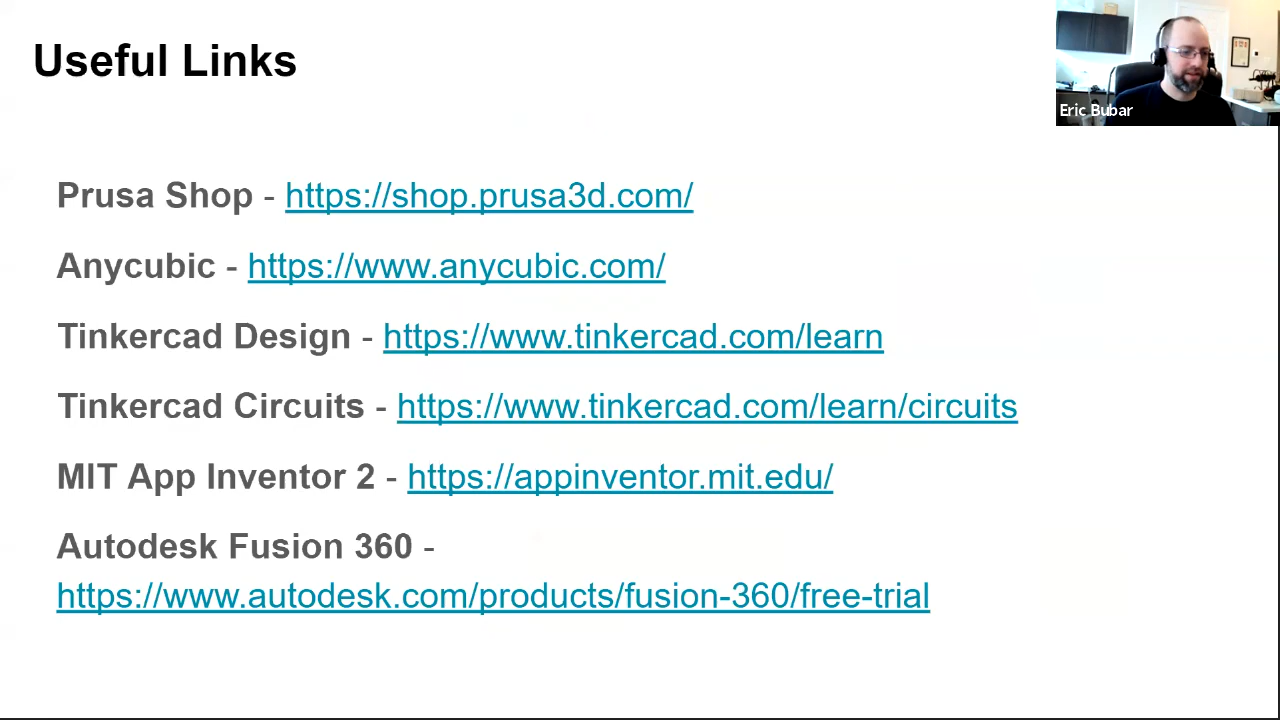 Useful Links
Eric Bubar
Prusa Shop - https://shop.prusa3d.com/
Anycubic - https://www.anycubic.com/
Tinkercad Design - https://www.tinkercad.com/learn
Tinkercad Circuits - https://www.tinkercad.com/learn/circuits
MIT App Inventor 2 - https://appinventor.mit.edu/
Autodesk Fusion 360 -
https://www.autodesk.com/products/fusion-360/free-trial